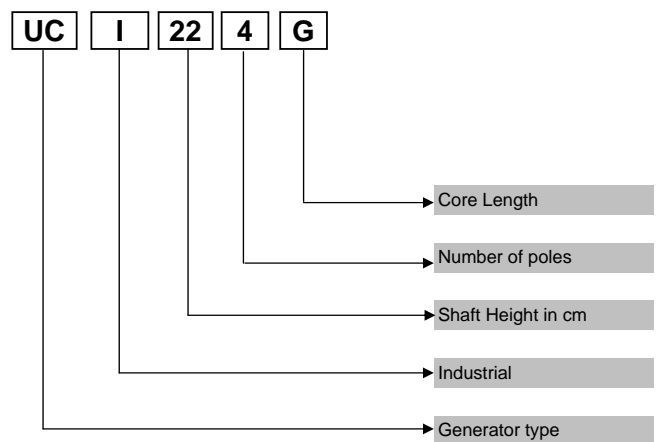 UC I 22 4 G
Core Length
Number of poles
Shaft Height in cm
Industrial
Generator type